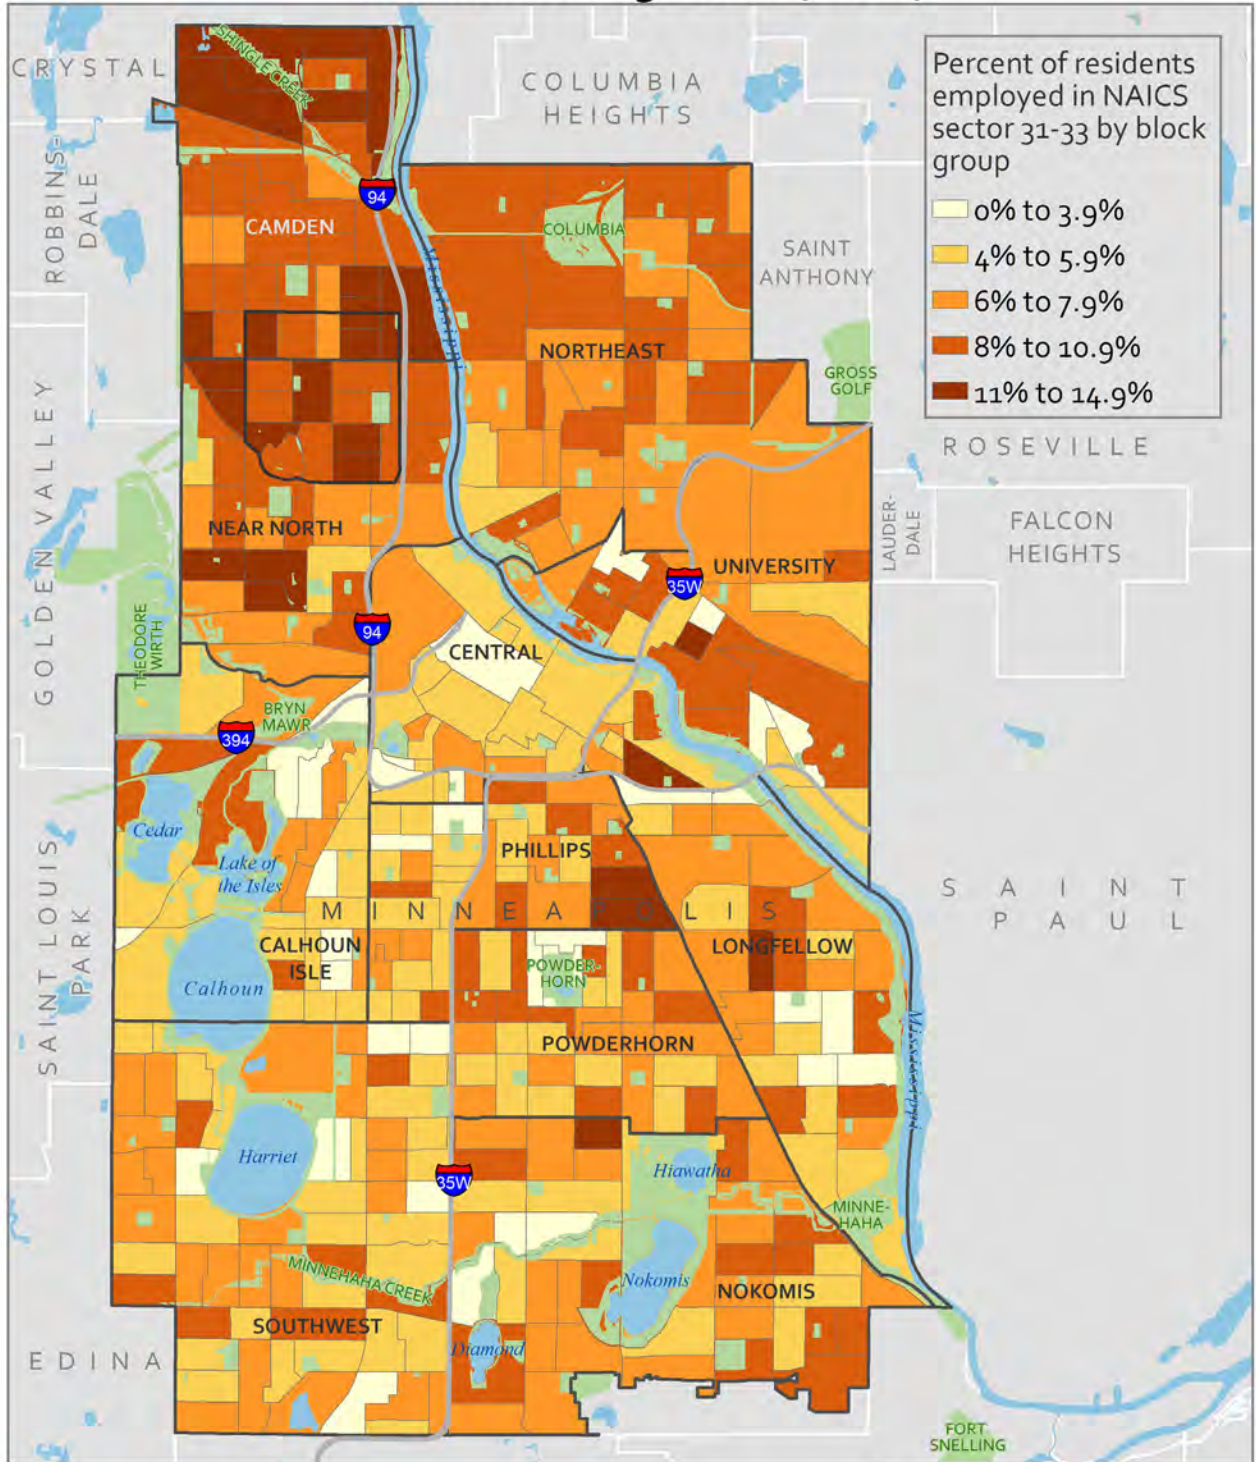 CRYSTAL
SHINGLE CREEK
COLUMBIA
HEIGHTS
Percent of residents
employed in NAICS
sector 31-33 by block
group
0% to 3.9%
4% to 5.9%
6% to 7.9%
8% to 10.9%
11% to 14.9%
ROBBINS-
DALE
94
CAMDEN
COLUMBIA
SAINT
ANTHONY
Mississippi
NORTHEAST
GROSS
GOLF
ROSEVILLE
GOLDEN VALLEY
NEAR NORTH
LAUDER-
DALE
FALCON
HEIGHTS
UNIVERSITY
35W
THEODORE
WIRTH
94
CENTRAL
BRYN
MAWR
394
Cedar
Lake of
the Isles
PHILLIPS
MINNEAPOLIS
SAINT
PAUL
SAINT LOUIS
PARK
CALHOUN
ISLE
Calhoun
POWDER-
HORN
LONGFELLOW
POWDERHORN
Mississippi
Harriet
35W
Hiawatha
MINNE-
HAHA
MINNEHAHA CREEK
Nokomis
NOKOMIS
SOUTHWEST
Diamond
EDINA
FORT
SNELLING